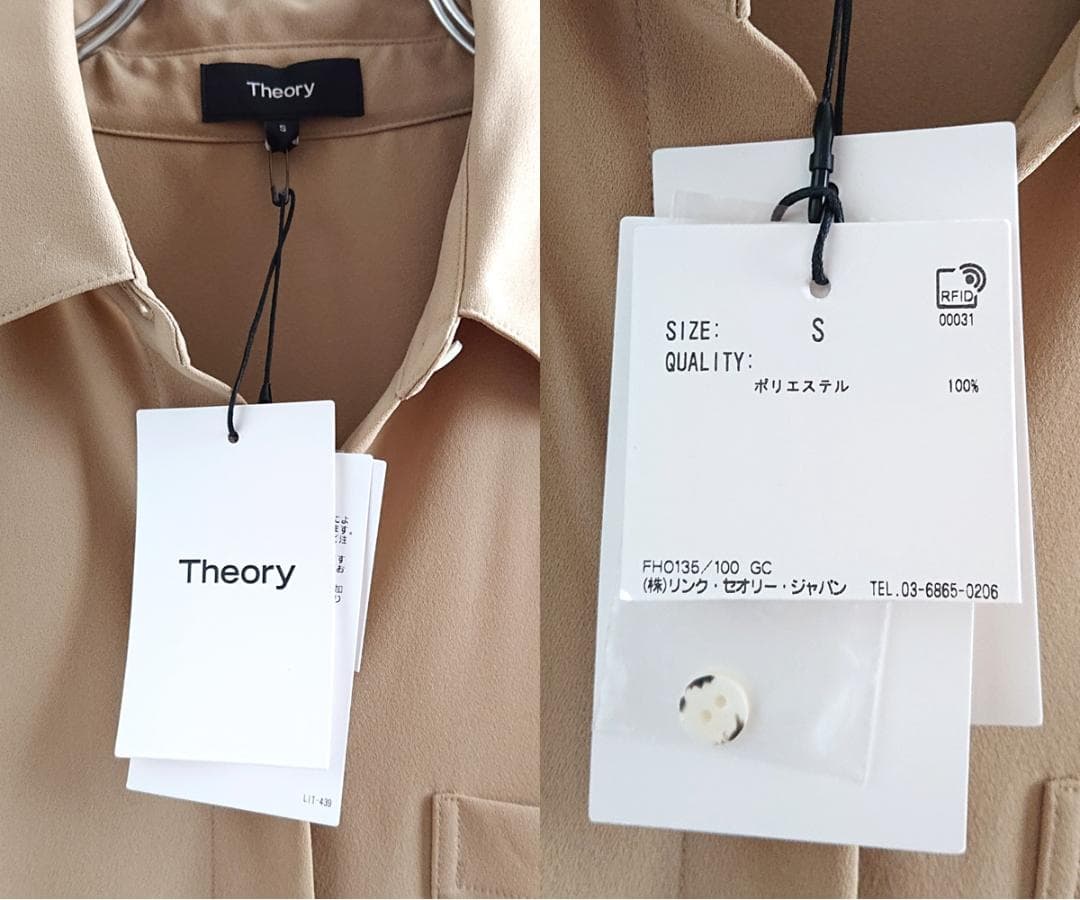 Theory
S
Theory
LIT-439
RFID
00031
SIZE: S
QUALITY:
ポリエステル 100%
FH0135/100 GC
(株)リンク・セオリー・ジャパン TEL.03-6865-0206